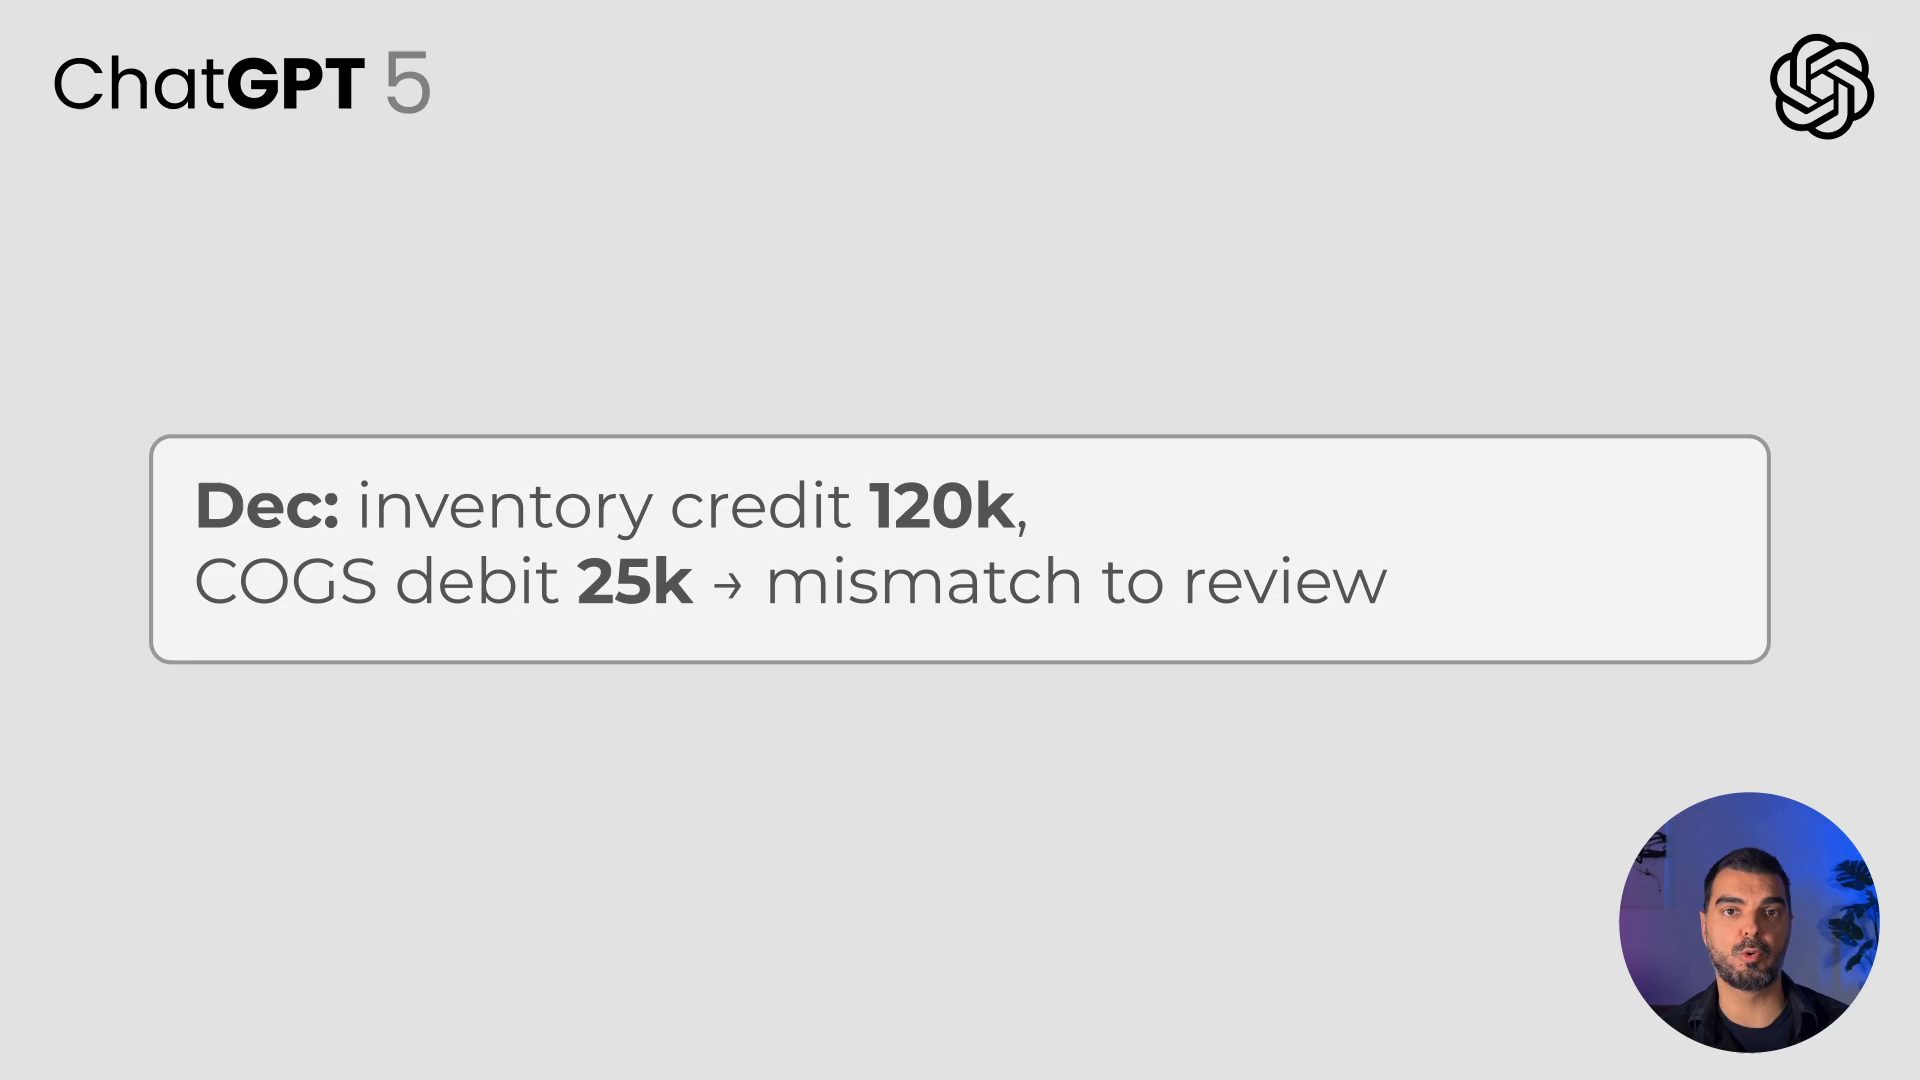 ChatGPT 5
Dec: inventory credit 120k,
COGS debit 25k → mismatch to review